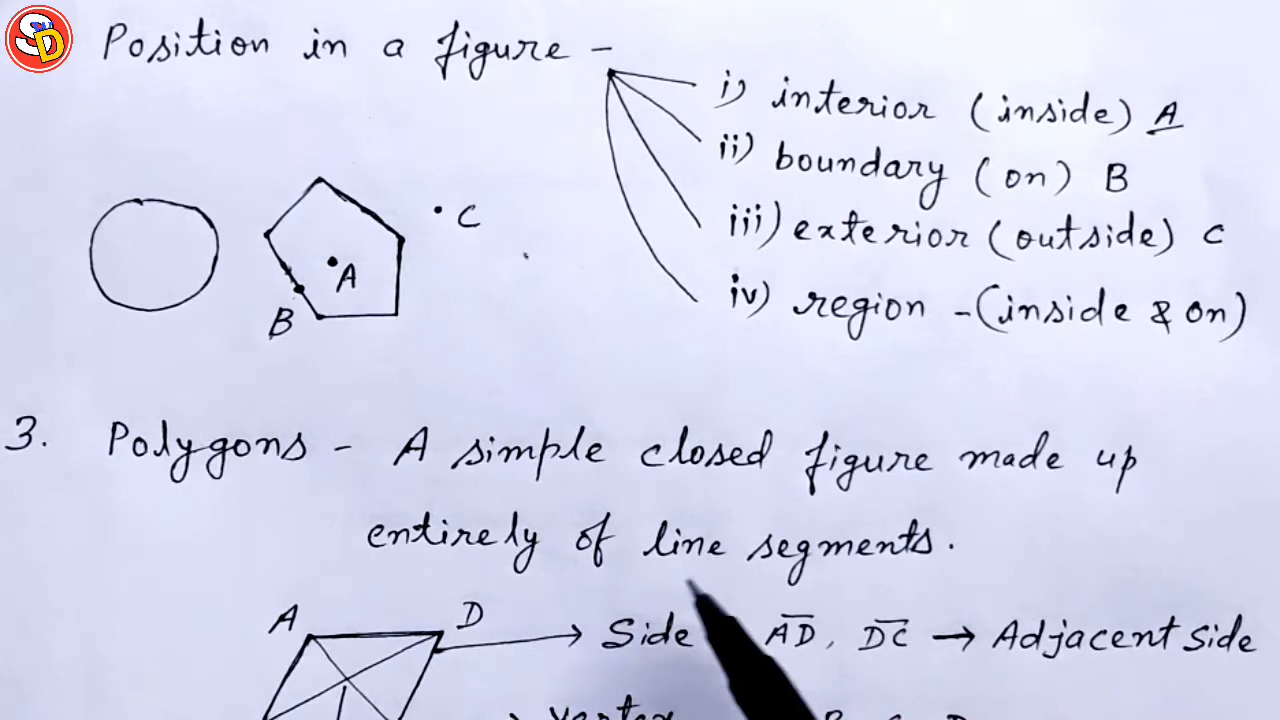 SD
Position in a figure -
i) interior (inside) A
ii) boundary (on) B
iii) exterior (outside) C
iv) region - (inside & on)
C
A
B
3. Polygons - A simple closed figure made up
entirely of line segments.
A D
Side AD, DC → Adjacent side